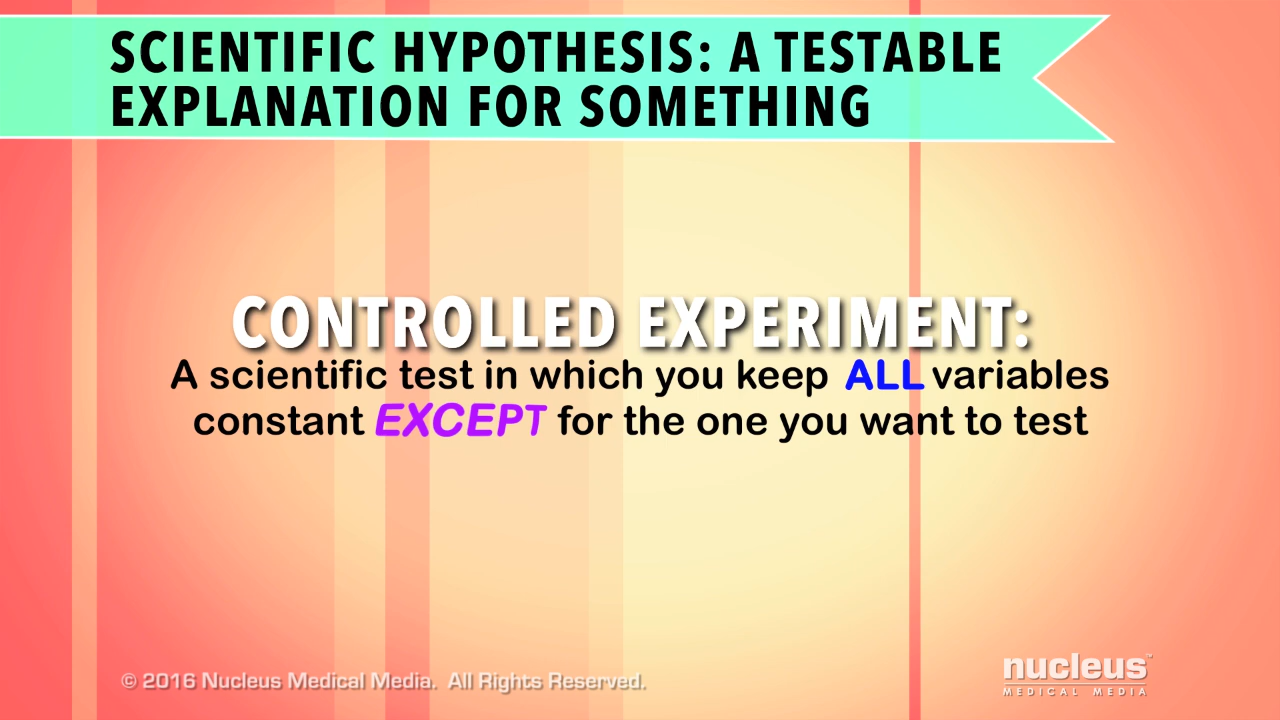 SCIENTIFIC HYPOTHESIS: A TESTABLE
EXPLANATION FOR SOMETHING
CONTROLLED EXPERIMENT:
A scientific test in which you keep ALL variables
constant EXCEPT for the one you want to test
© 2016 Nucleus Medical Media. All Rights Reserved.
nucleus™
MEDICAL MEDIA